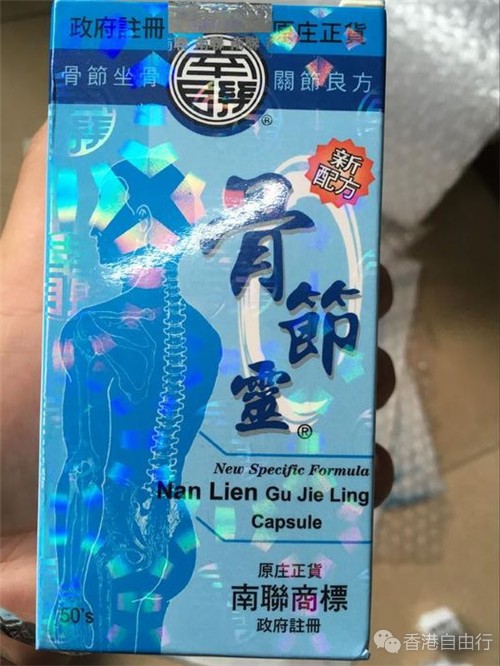 政府註冊
原庄正貨
骨節坐骨
關節良方
南聯
®
新
配方
骨
節
靈®
New Specific Formula
Nan Lien Gu Jie Ling
Capsule
原庄正貨
南聯商標
政府註冊
50's
香港自由行